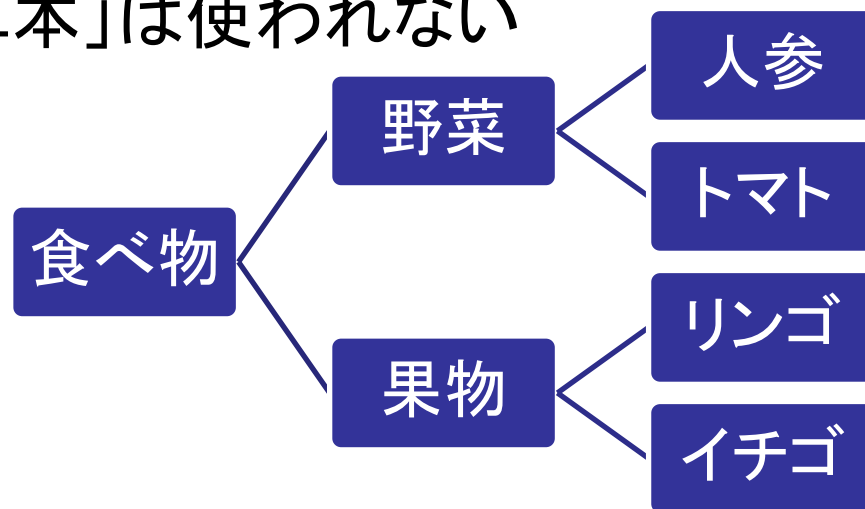 本」は使われない
食べ物
野菜
人参
トマト
果物
リンゴ
イチゴ